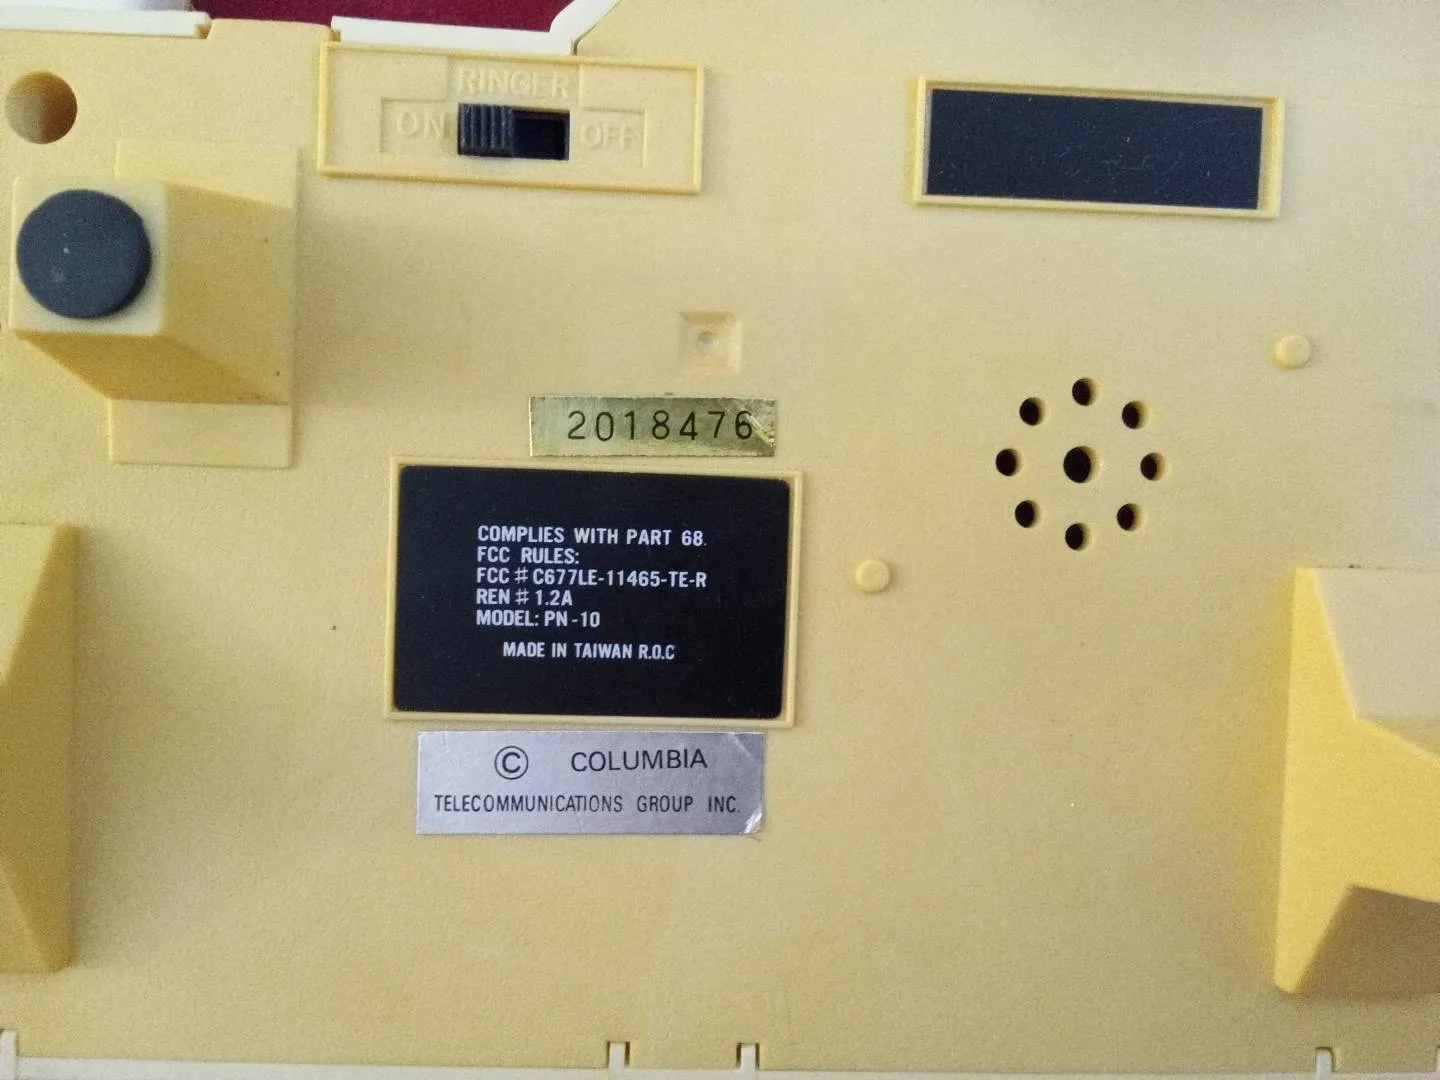 RINGER
ON OFF
2018476
COMPLIES WITH PART 68.
FCC RULES:
FCC # C677LE-11465-TE-R
REN # 1.2A
MODEL: PN-10
MADE IN TAIWAN R.O.C
© COLUMBIA
TELECOMMUNICATIONS GROUP INC.